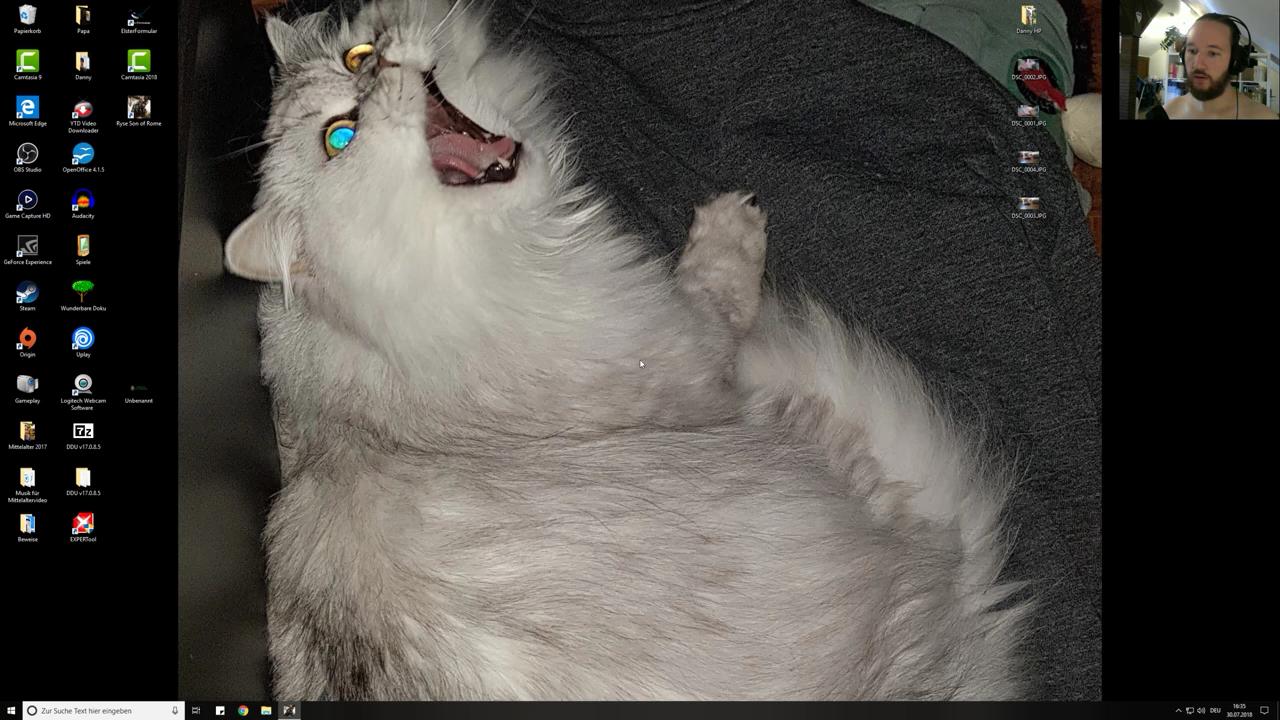 Papierkorb
Papa
ElsterFormular
Camtasia 9
Danny
Camtasia 2018
Microsoft Edge
YTD Video
Downloader
Ryse Son of Rome
OBS Studio
OpenOffice 4.1.5
Game Capture HD
Audacity
GeForce Experience
Spiele
Steam
Wunderbare Doku
Origin
Uplay
Gameplay
Logitech Webcam
Software
Unbenannt
Mittelalter 2017
7z
DDU v17.0.8.5
Musik für
Mittelaltervideo
DDU v17.0.8.5
Beweise
EXPERTool
Danny HP
DSC_0002.JPG
DSC_0001.JPG
DSC_0004.JPG
DSC_0003.JPG
Zur Suche Text hier eingeben
DEU
16:35
30.07.2018